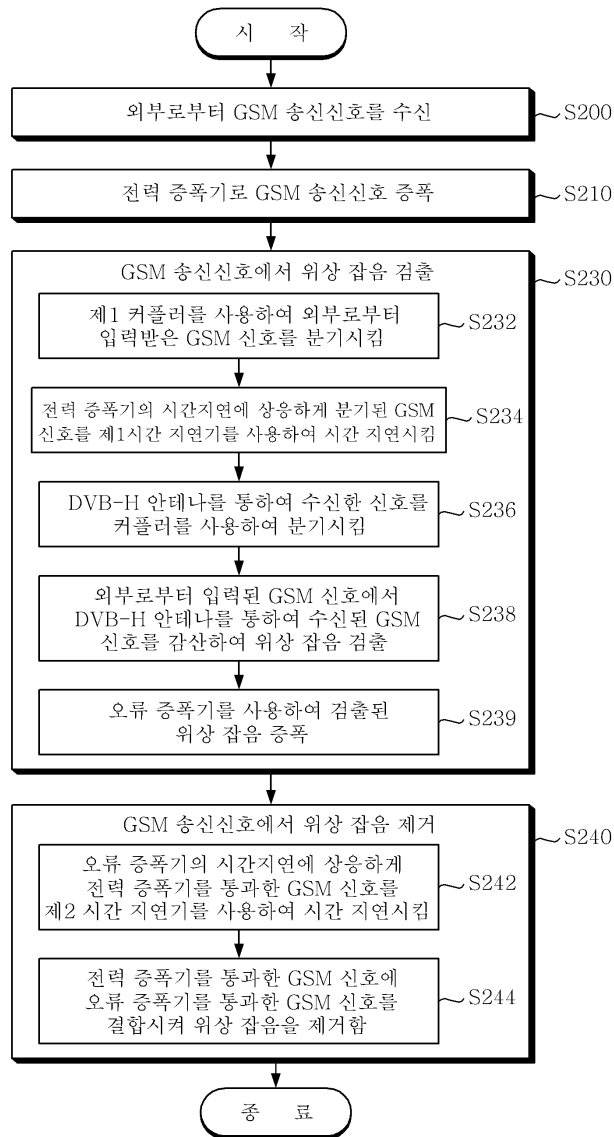 시 작
외부로부터 GSM 송신신호를 수신
S200
전력 증폭기로 GSM 송신신호 증폭
S210
GSM 송신신호에서 위상 잡음 검출
S230
제1 커플러를 사용하여 외부로부터
입력받은 GSM 신호를 분기시킴
S232
전력 증폭기의 시간지연에 상응하게 분기된 GSM
신호를 제1시간 지연기를 사용하여 시간 지연시킴
S234
DVB-H 안테나를 통하여 수신한 신호를
커플러를 사용하여 분기시킴
S236
외부로부터 입력된 GSM 신호에서
DVB-H 안테나를 통하여 수신된 GSM
신호를 감산하여 위상 잡음 검출
S238
오류 증폭기를 사용하여 검출된
위상 잡음 증폭
S239
GSM 송신신호에서 위상 잡음 제거
S240
오류 증폭기의 시간지연에 상응하게
전력 증폭기를 통과한 GSM 신호를
제2 시간 지연기를 사용하여 시간 지연시킴
S242
전력 증폭기를 통과한 GSM 신호에
오류 증폭기를 통과한 GSM 신호를
결합시켜 위상 잡음을 제거함
S244
종 료